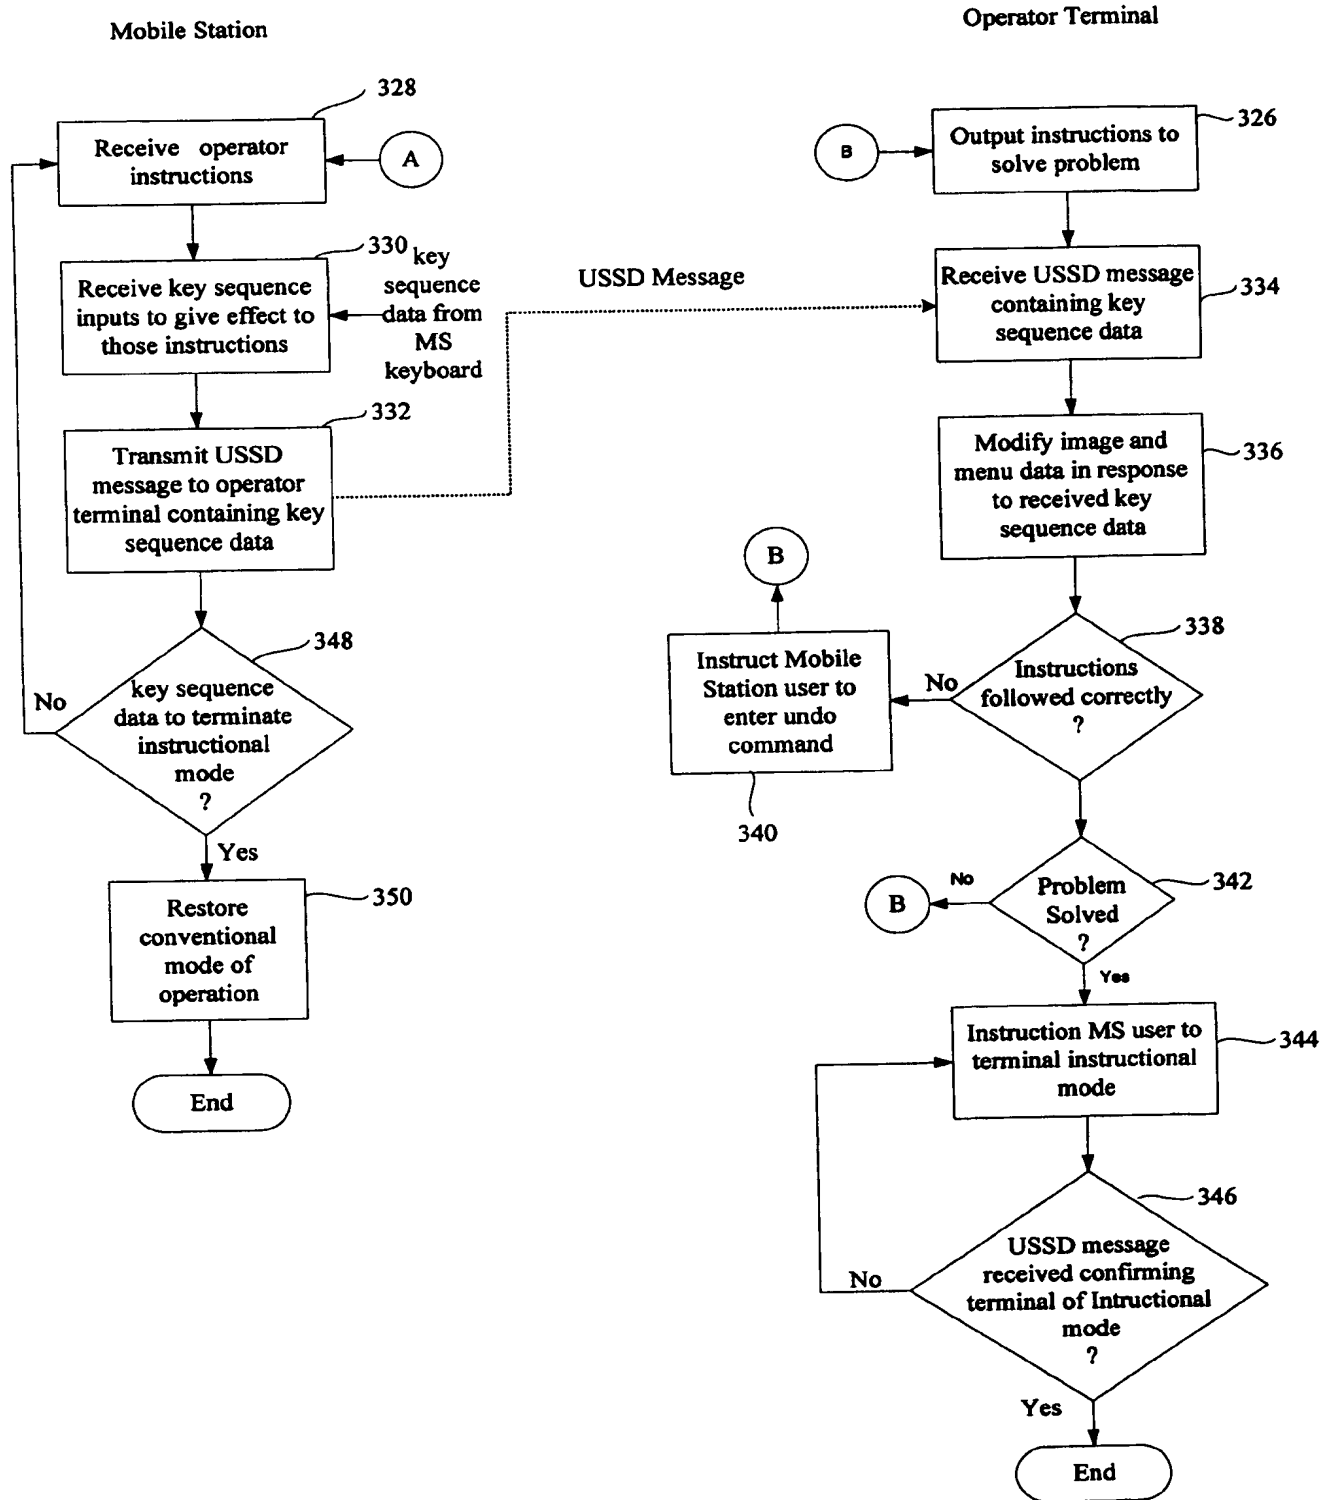 Mobile Station
Operator Terminal
328
Receive operator
instructions
A
330
key
sequence
data from
MS
keyboard
Receive key sequence
inputs to give effect to
those instructions
332
Transmit USSD
message to operator
terminal containing key
sequence data
348
key sequence
data to terminate
instructional
mode
?
No
Yes
350
Restore
conventional
mode of
operation
End
USSD Message
B
326
Output instructions to
solve problem
334
Receive USSD message
containing key
sequence data
336
Modify image and
menu data in response
to received key
sequence data
338
Instructions
followed correctly
?
No
B
Instruct Mobile
Station user to
enter undo
command
340
342
Problem
Solved
?
No
B
Yes
344
Instruction MS user to
terminal instructional
mode
346
USSD message
received confirming
terminal of Intructional
mode
?
No
Yes
End